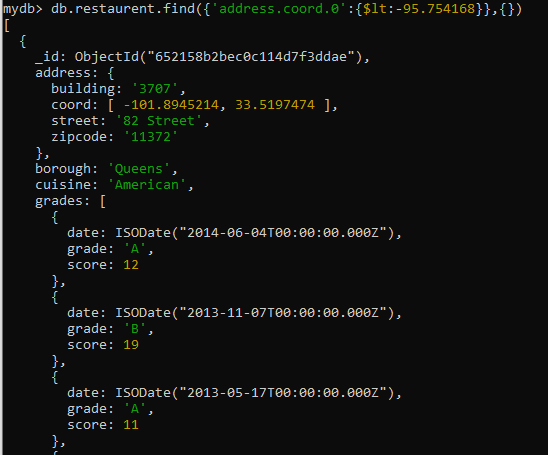 mydb> db.restaurent.find({'address.coord.0':{$lt:-95.754168}},{})
[
  {
    _id: ObjectId("652158b2bec0c114d7f3ddae"),
    address: {
      building: '3707',
      coord: [ -101.8945214, 33.5197474 ],
      street: '82 Street',
      zipcode: '11372'
    },
    borough: 'Queens',
    cuisine: 'American',
    grades: [
      {
        date: ISODate("2014-06-04T00:00:00.000Z"),
        grade: 'A',
        score: 12
      },
      {
        date: ISODate("2013-11-07T00:00:00.000Z"),
        grade: 'B',
        score: 19
      },
      {
        date: ISODate("2013-05-17T00:00:00.000Z"),
        grade: 'A',
        score: 11
      },
      {